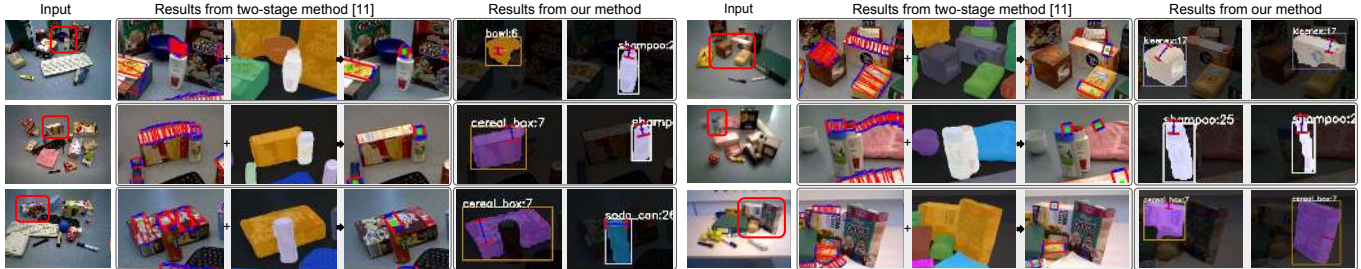 Input
Results from two-stage method [11]
Results from our method
Input
Results from two-stage method [11]
Results from our method
+
bowl:6
shampoo:2
+
kleenex:17
kleenex:17
+
cereal_box:7
shampo
+
shampoo:25
shampoo:2
+
cereal_box:7
soda_can:26
+
cereal_box:7
cereal_box:7